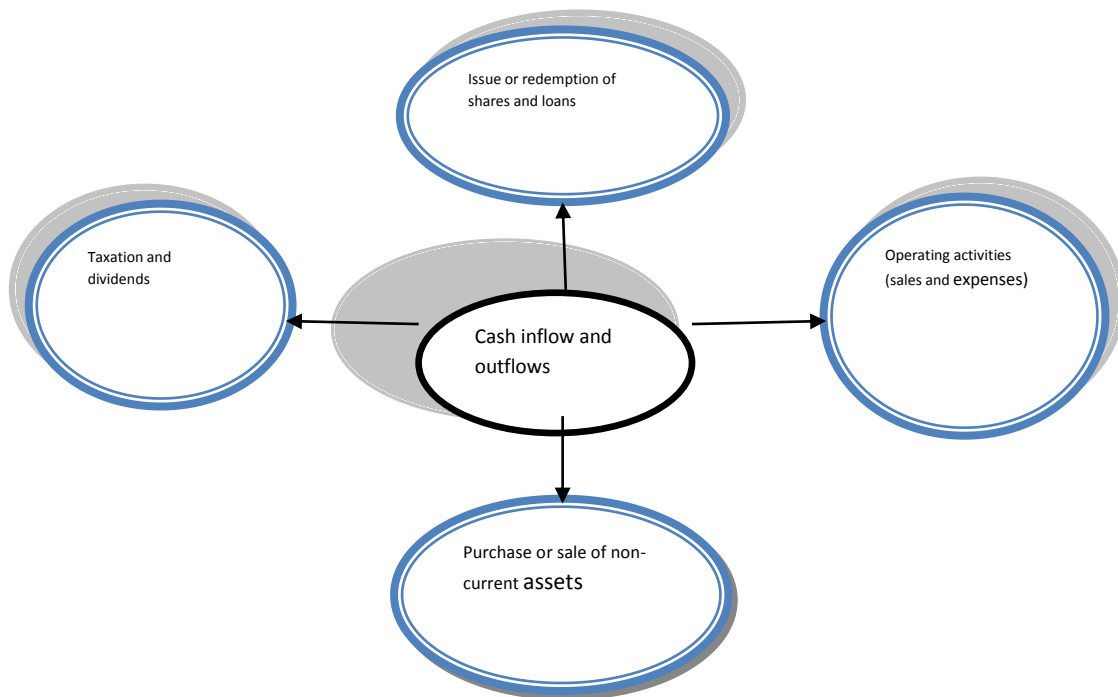 Issue or redemption of
shares and loans
Taxation and
dividends
Operating activities
(sales and expenses)
Cash inflow and
outflows
Purchase or sale of non-
current assets